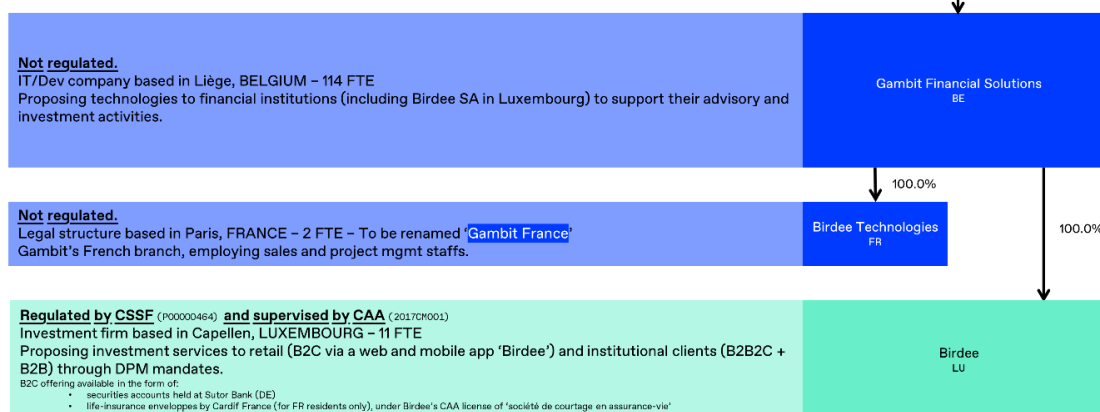 Not regulated.
IT/Dev company based in Liège, BELGIUM – 114 FTE
Proposing technologies to financial institutions (including Birdee SA in Luxembourg) to support their advisory and
investment activities.
Gambit Financial Solutions
BE
100.0%
100.0%
Not regulated.
Legal structure based in Paris, FRANCE – 2 FTE – To be renamed ‘Gambit France’
Gambit’s French branch, employing sales and project mgmt staffs.
Birdee Technologies
FR
Regulated by CSSF (P00000464) and supervised by CAA (2017CM001)
Investment firm based in Capellen, LUXEMBOURG – 11 FTE
Proposing investment services to retail (B2C via a web and mobile app ‘Birdee’) and institutional clients (B2B2C +
B2B) through DPM mandates.
B2C offering available in the form of:
• securities accounts held at Sutor Bank (DE)
• life-insurance enveloppes by Cardif France (for FR residents only), under Birdee’s CAA license of ‘société de courtage en assurance-vie’
Birdee
LU